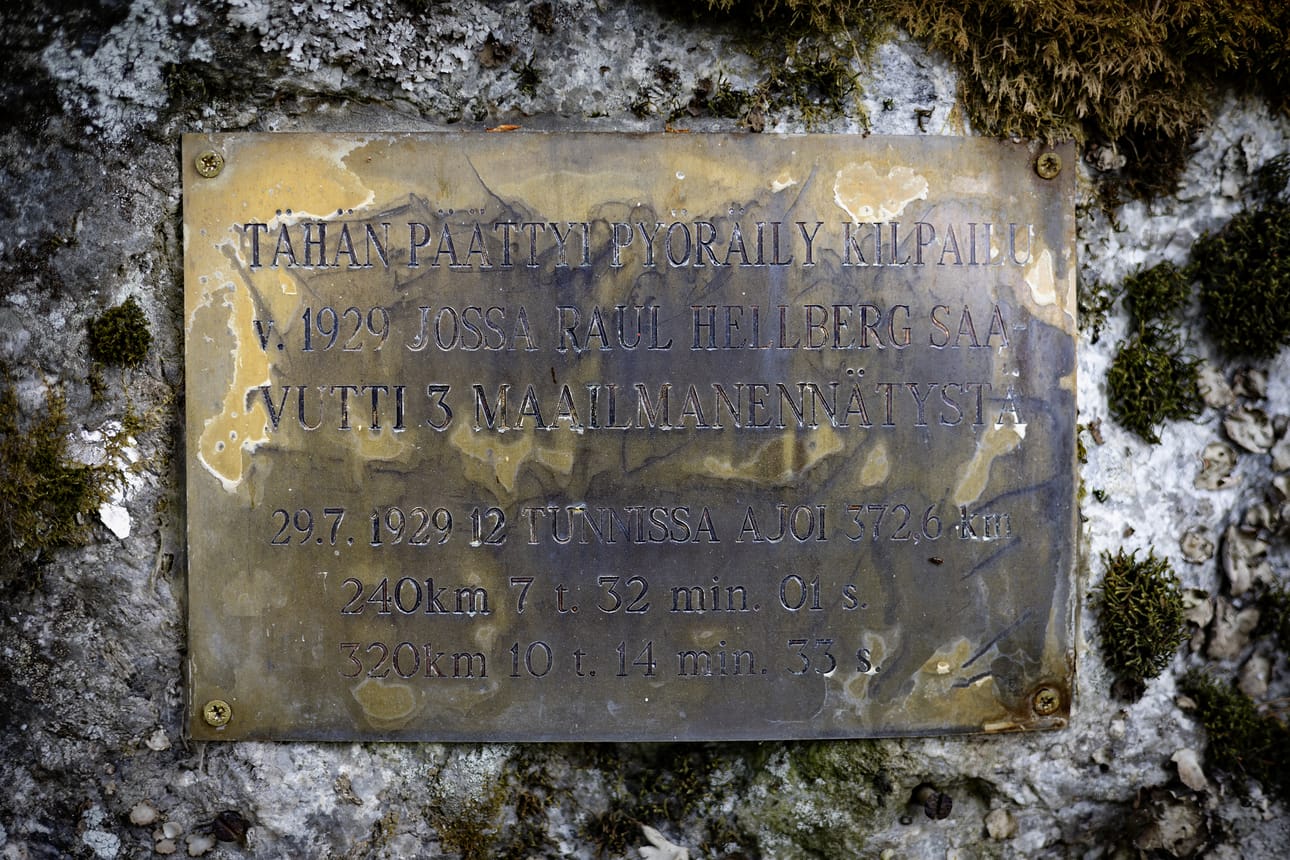 TÄHÄN PÄÄTTYI PYÖRÄILY KILPAILU
v. 1929 JOSSA RAUL HELLBERG SAA-
VUTTI 3 MAAILMANENNÄTYSTÄ
29.7. 1929 12 TUNNISSA AJOI 372,6 km
240km 7 t. 32 min. 01 s.
320km 10 t. 14 min. 33 s.